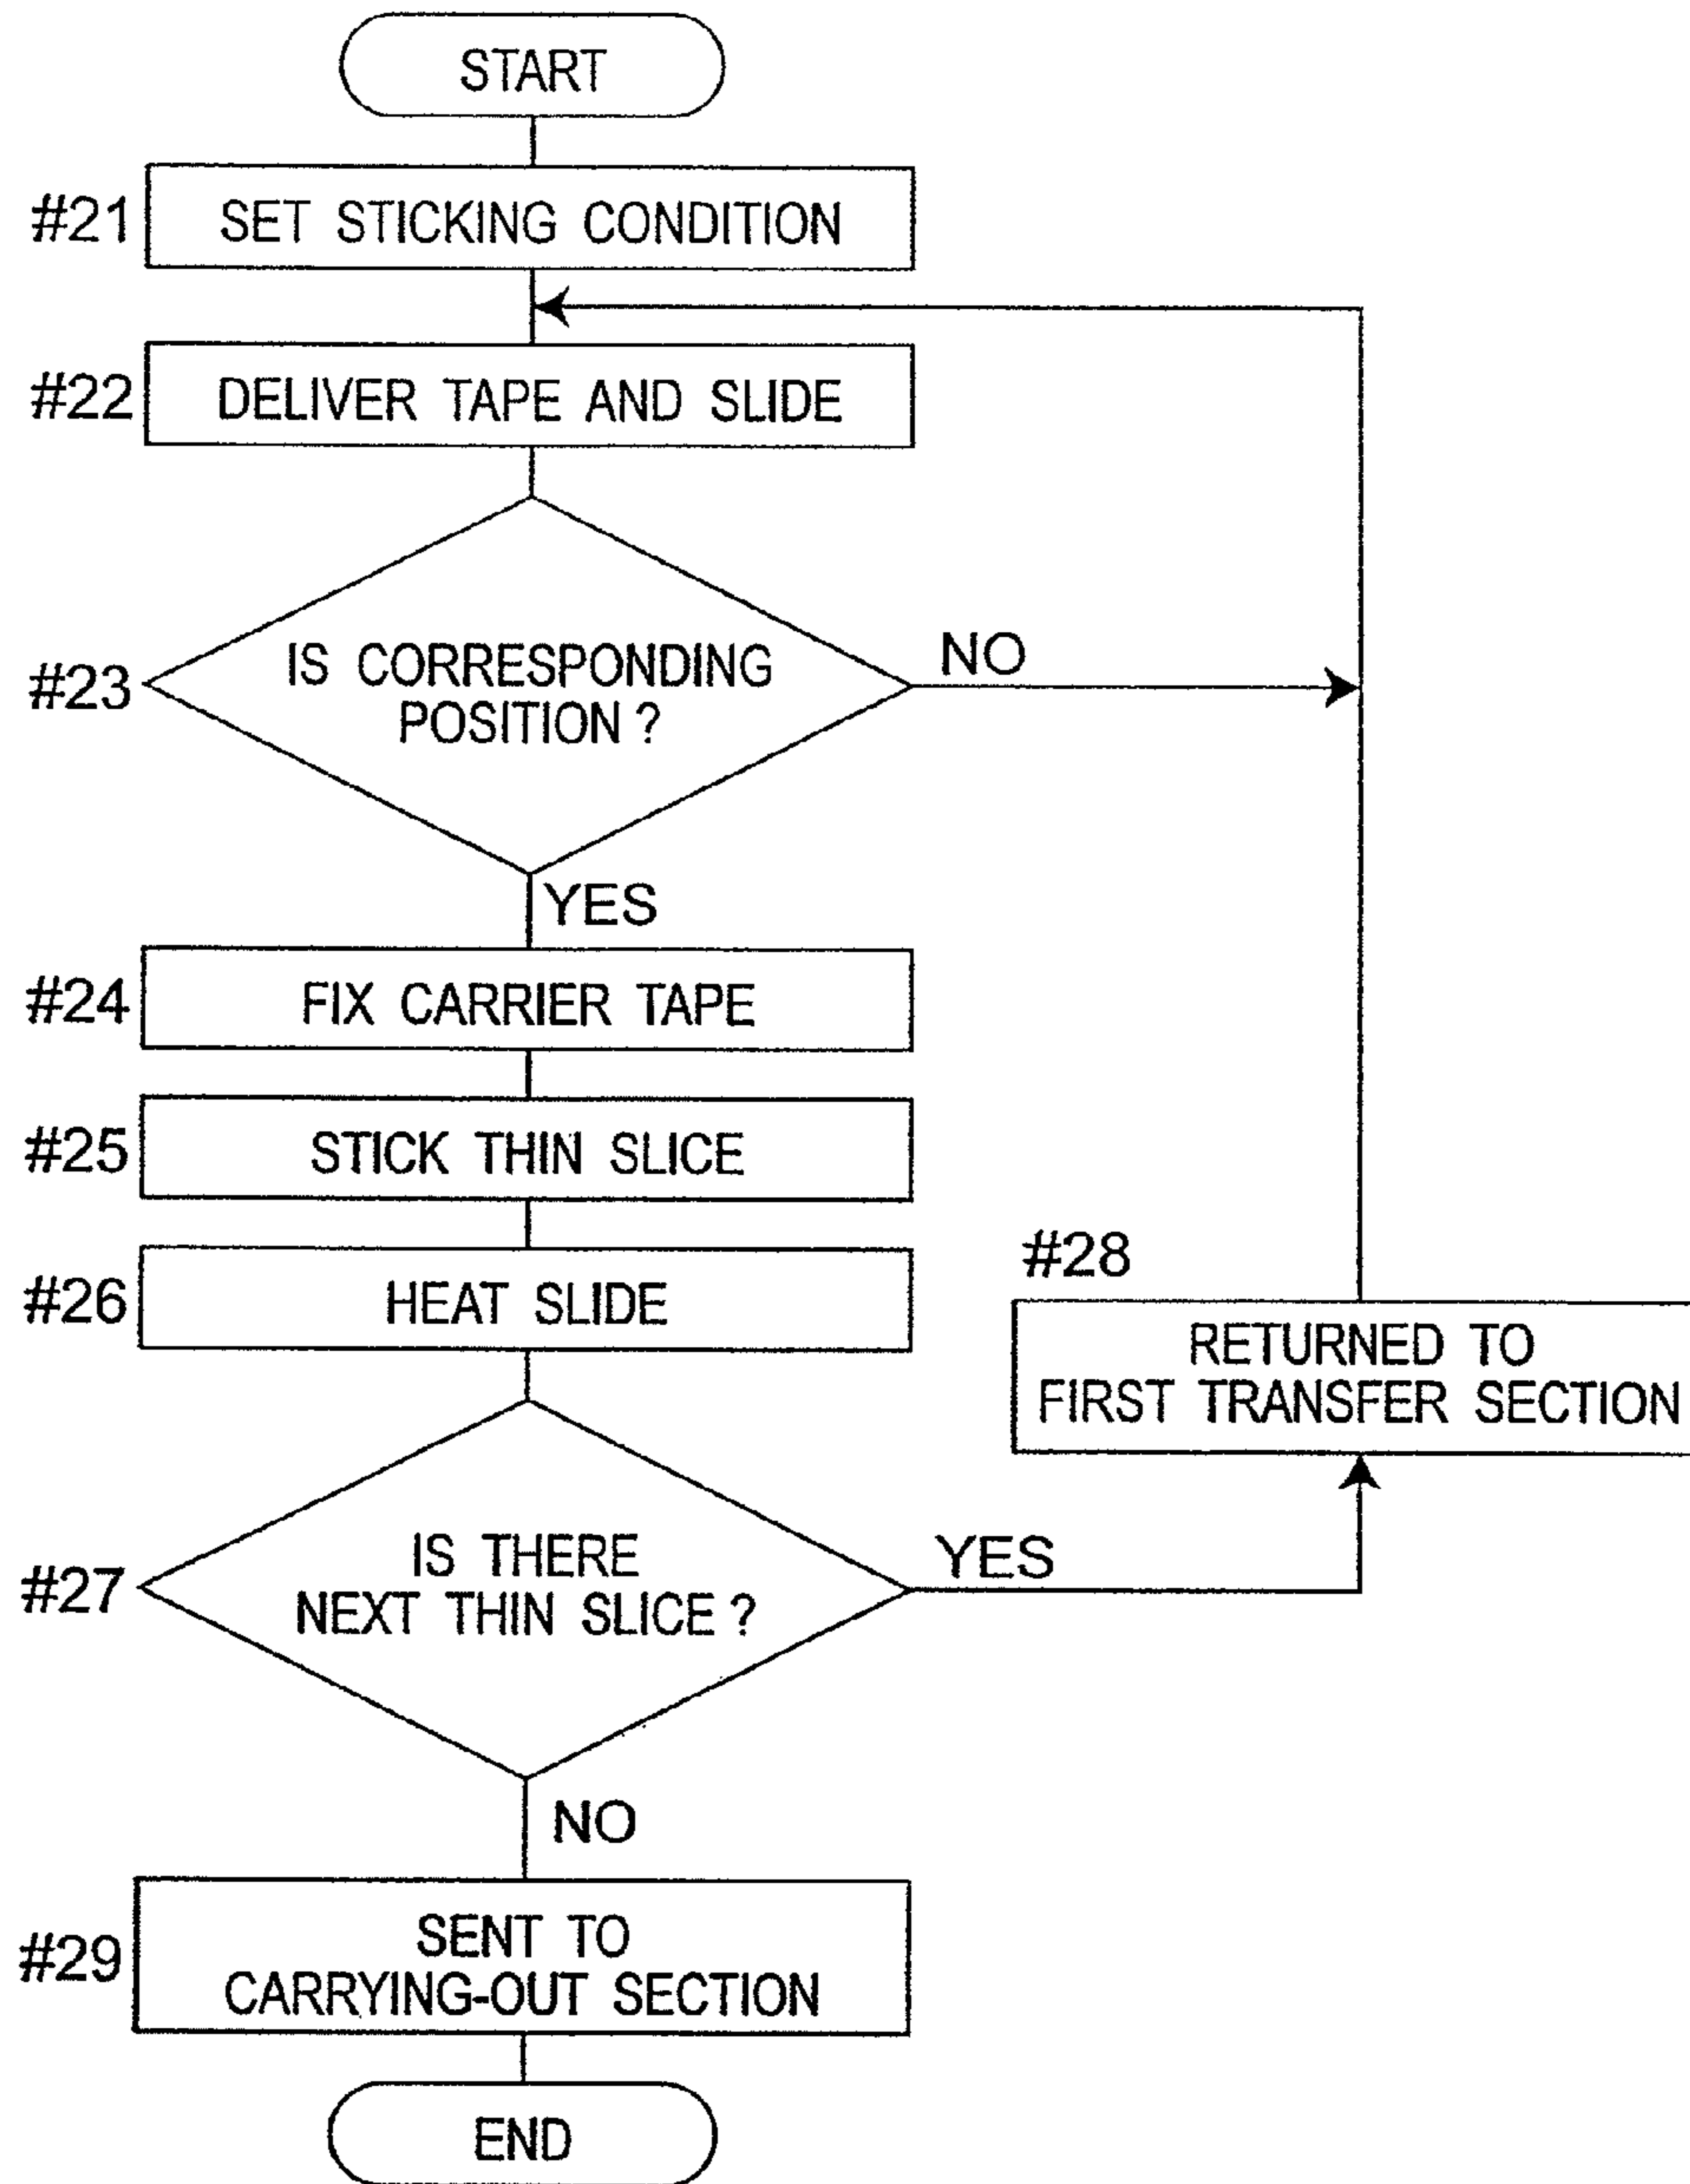 START
#21 SET STICKING CONDITION
#22 DELIVER TAPE AND SLIDE
#23 IS CORRESPONDING
POSITION ?
NO
YES
#24 FIX CARRIER TAPE
#25 STICK THIN SLICE
#26 HEAT SLIDE
#28
RETURNED TO
FIRST TRANSFER SECTION
#27 IS THERE
NEXT THIN SLICE ?
YES
NO
#29 SENT TO
CARRYING-OUT SECTION
END